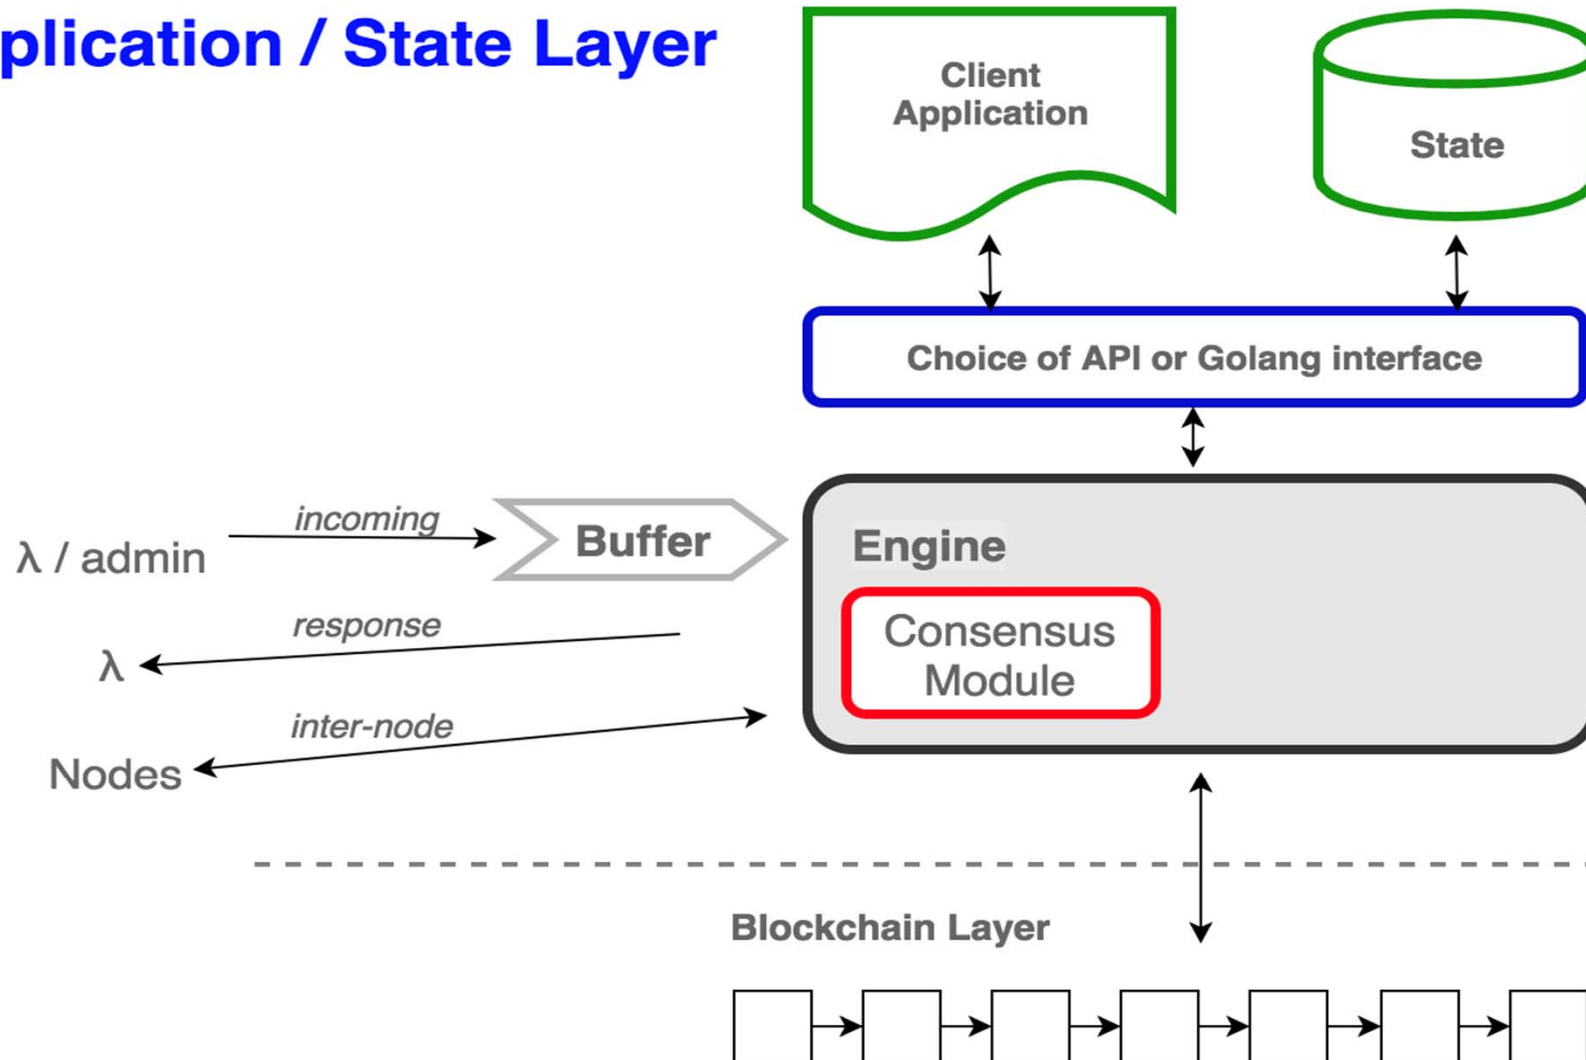 plication / State Layer
Client
Application
State
Choice of API or Golang interface
incoming
λ / admin
Buffer
Engine
response
λ
Consensus
Module
inter-node
Nodes
Blockchain Layer